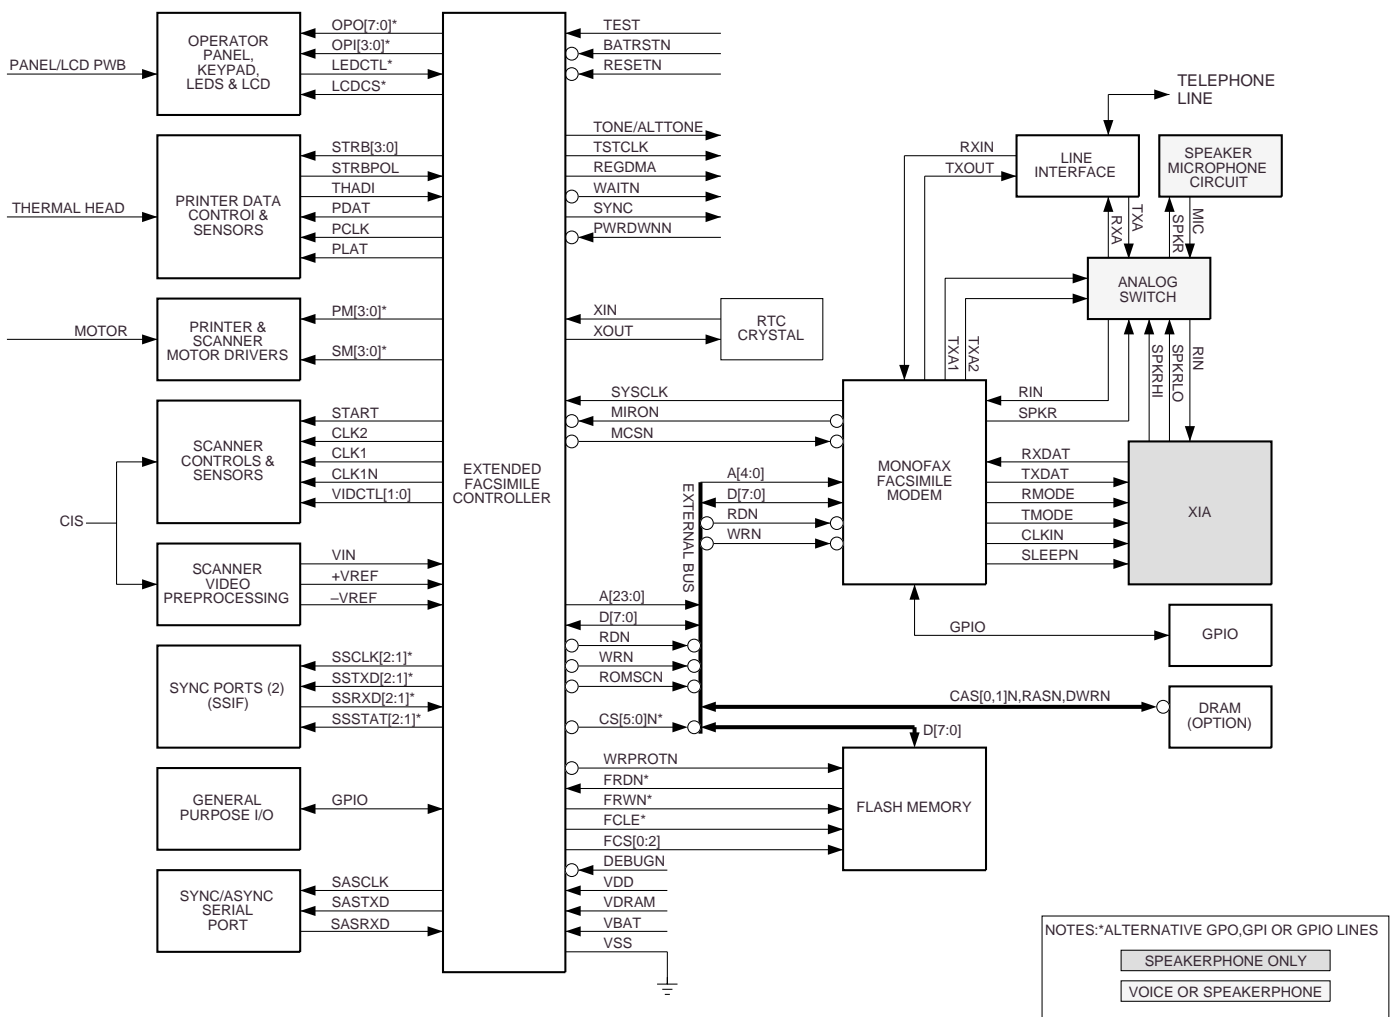 PANEL/LCD PWB
OPERATOR
PANEL,
KEYPAD,
LEDS & LCD
OPO[7:0]*
OPI[3:0]*
LEDCTL*
LCDCS*
THERMAL HEAD
PRINTER DATA
CONTROl &
SENSORS
STRB[3:0]
STRBPOL
THADI
PDAT
PCLK
PLAT
MOTOR
PRINTER &
SCANNER
MOTOR DRIVERS
PM[3:0]*
SM[3:0]*
CIS
SCANNER
CONTROLS &
SENSORS
START
CLK2
CLK1
CLK1N
VIDCTL[1:0]
SCANNER
VIDEO
PREPROCESSING
VIN
+VREF
–VREF
SYNC PORTS (2)
(SSIF)
SSCLK[2:1]*
SSTXD[2:1]*
SSRXD[2:1]*
SSSTAT[2:1]*
GENERAL
PURPOSE I/O
GPIO
SYNC/ASYNC
SERIAL
PORT
SASCLK
SASTXD
SASRXD
EXTENDED
FACSIMILE
CONTROLLER
TEST
BATRSTN
RESETN
TONE/ALTTONE
TSTCLK
REGDMA
WAITN
SYNC
PWRDWNN
XIN
XOUT
RTC
CRYSTAL
SYSCLK
MIRON
MCSN
A[4:0]
D[7:0]
RDN
WRN
EXTERNAL BUS
A[23:0]
D[7:0]
RDN
WRN
ROMSCN
CS[5:0]N*
WRPROTN
FRDN*
FRWN*
FCLE*
FCS[0:2]
DEBUGN
VDD
VDRAM
VBAT
VSS
TELEPHONE
LINE
RXIN
TXOUT
LINE
INTERFACE
SPEAKER
MICROPHONE
CIRCUIT
RXA
TXA
SPKR
MIC
ANALOG
SWITCH
TXA1
TXA2
SPKRHI
SPKRLO
RIN
RIN
SPKR
MONOFAX
FACSIMILE
MODEM
RXDAT
TXDAT
RMODE
TMODE
CLKIN
SLEEPN
XIA
GPIO
GPIO
CAS[0,1]N,RASN,DWRN
DRAM
(OPTION)
D[7:0]
FLASH MEMORY
NOTES:*ALTERNATIVE GPO,GPI OR GPIO LINES
SPEAKERPHONE ONLY
VOICE OR SPEAKERPHONE